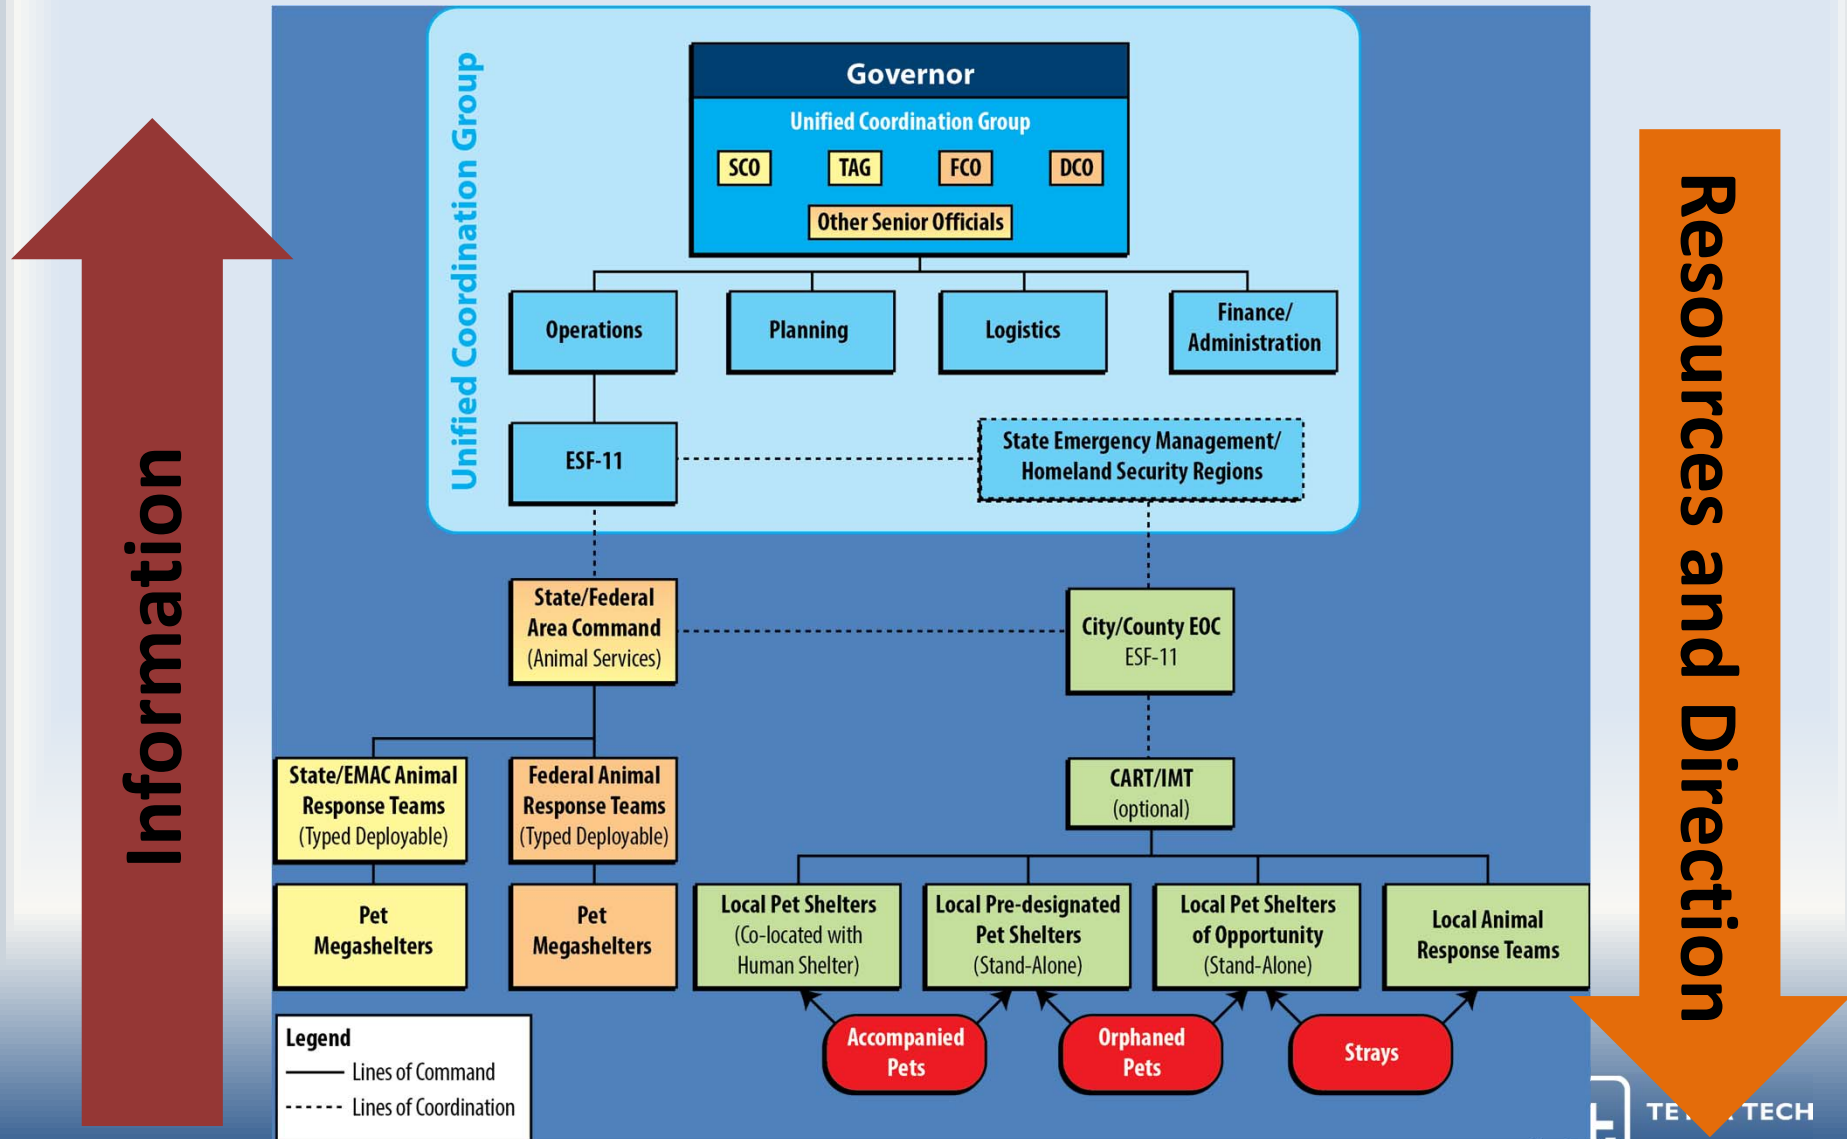 Information
Unified Coordination Group
Governor
Unified Coordination Group
SCO
TAG
FCO
DCO
Other Senior Officials
Operations
Planning
Logistics
Finance/
Administration
ESF-11
State Emergency Management/
Homeland Security Regions
State/Federal
Area Command
(Animal Services)
City/County EOC
ESF-11
State/EMAC Animal
Response Teams
(Typed Deployable)
Federal Animal
Response Teams
(Typed Deployable)
CART/IMT
(optional)
Pet
Megashelters
Pet
Megashelters
Local Pet Shelters
(Co-located with
Human Shelter)
Local Pre-designated
Pet Shelters
(Stand-Alone)
Local Pet Shelters
of Opportunity
(Stand-Alone)
Local Animal
Response Teams
Accompanied
Pets
Orphaned
Pets
Strays
Legend
Lines of Command
Lines of Coordination
Resources and Direction
TECH